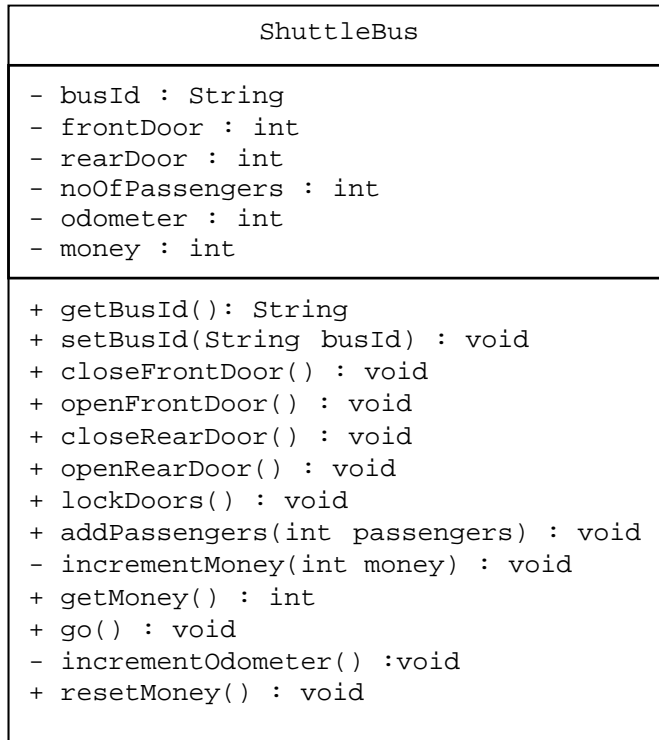 ShuttleBus
- busId : String
- frontDoor : int
- rearDoor : int
- noOfPassengers : int
- odometer : int
- money : int
+ getBusId(): String
+ setBusId(String busId) : void
+ closeFrontDoor() : void
+ openFrontDoor() : void
+ closeRearDoor() : void
+ openRearDoor() : void
+ lockDoors() : void
+ addPassengers(int passengers) : void
- incrementMoney(int money) : void
+ getMoney() : int
+ go() : void
- incrementOdometer() :void
+ resetMoney() : void